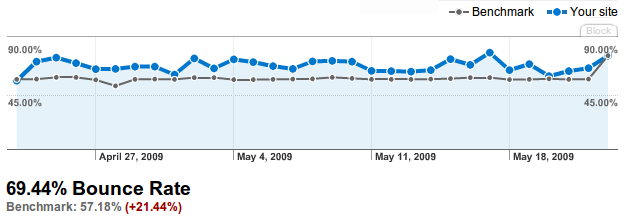 Benchmark Your site
Block
90.00% 90.00%
45.00% 45.00%
April 27, 2009 May 4, 2009 May 11, 2009 May 18, 2009
69.44% Bounce Rate
Benchmark: 57.18% (+21.44%)